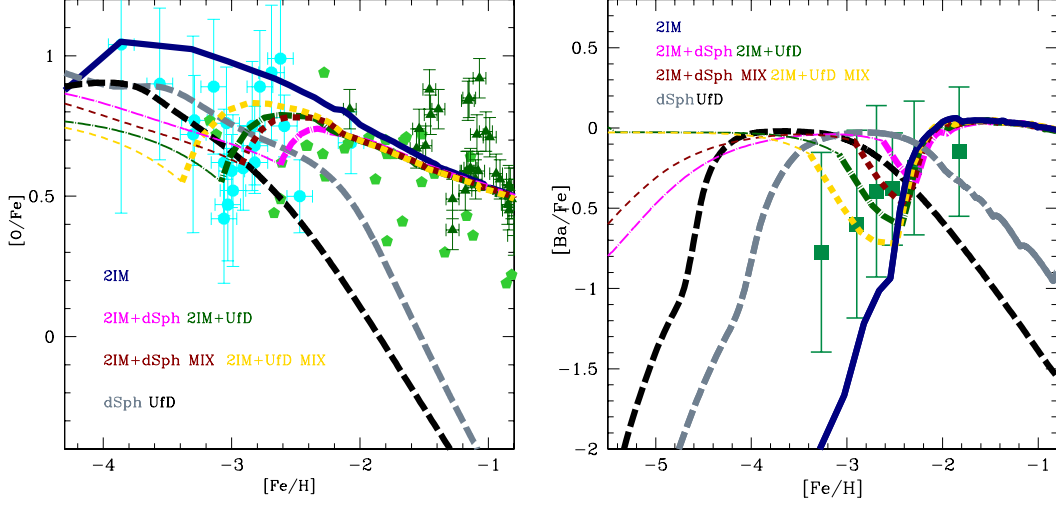 1
0.5
0
[O/Fe]
2IM
2IM+dSph 2IM+UfD
2IM+dSph MIX 2IM+UfD MIX
dSph UfD
−4 −3 −2 −1
[Fe/H]
2IM
2IM+dSph 2IM+UfD
2IM+dSph MIX 2IM+UfD MIX
dSph UfD
0.5
0
−0.5
−1
−1.5
−2
[Ba/Fe]
−5 −4 −3 −2 −1
[Fe/H]